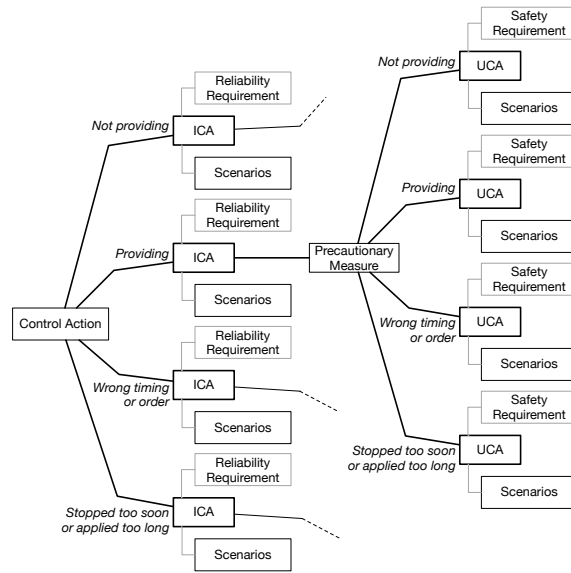 Control Action
Not providing
Reliability
Requirement
ICA
Scenarios
Providing
Reliability
Requirement
ICA
Scenarios
Wrong timing
or order
Reliability
Requirement
ICA
Scenarios
Stopped too soon
or applied too long
Reliability
Requirement
ICA
Scenarios
Precautionary
Measure
Not providing
Safety
Requirement
UCA
Scenarios
Providing
Safety
Requirement
UCA
Scenarios
Wrong timing
or order
Safety
Requirement
UCA
Scenarios
Stopped too soon
or applied too long
Safety
Requirement
UCA
Scenarios